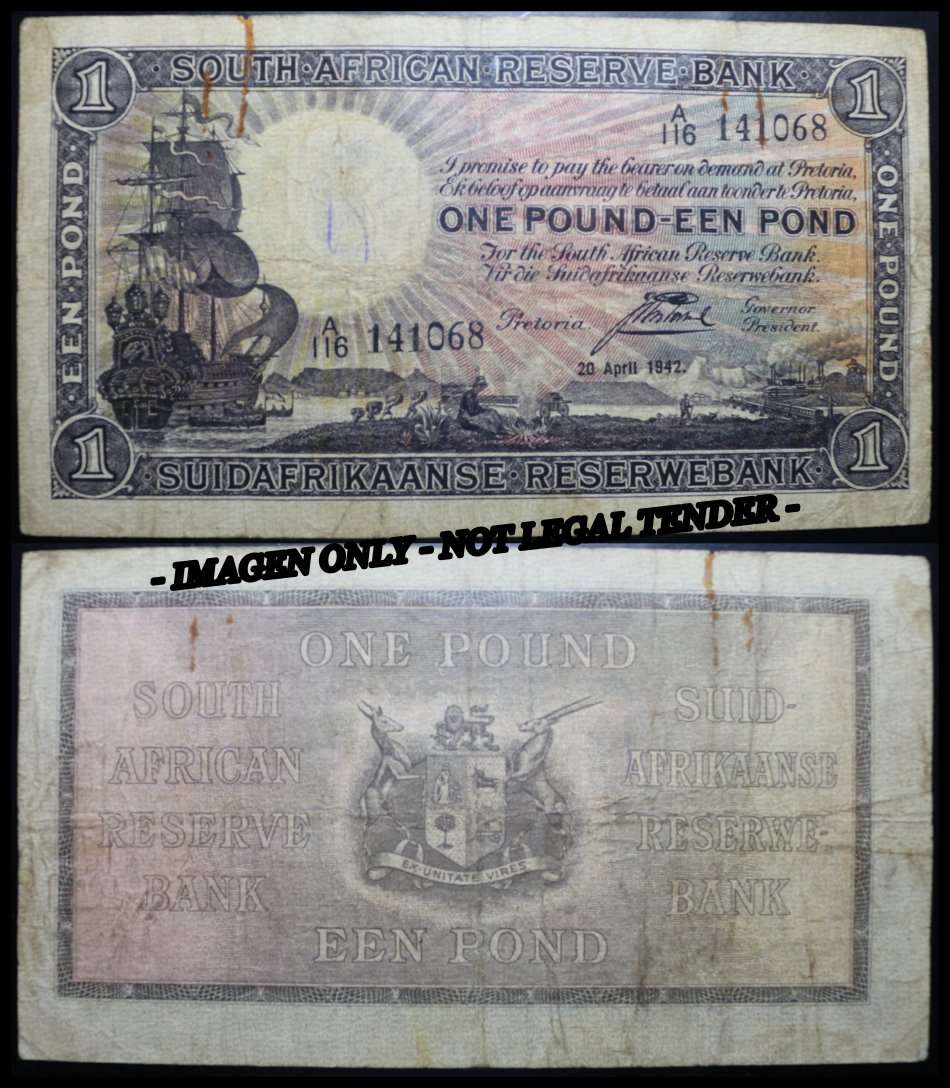 1 · SOUTH · AFRICAN · RESERVE · BANK · 1
A
116 141068
I promise to pay the bearer on demand at Pretoria,
Ek beloof op aanvraag te betaal aan toonder te Pretoria,
ONE POUND-EEN POND
For the South African Reserve Bank.
Vir die Suidafrikaanse Reserwebank.
· EEN · POND ·
· ONE · POUND ·
A
116 141068
Pretoria.
Governor
President.
20 April 1942.
1 · SUIDAFRIKAANSE · RESERWEBANK · 1
- IMAGEN ONLY - NOT LEGAL TENDER -
ONE POUND
SOUTH
AFRICAN
RESERVE
BANK
SUID-
AFRIKAANSE
RESERWE-
BANK
EX·UNITATE VIRES
EEN POND